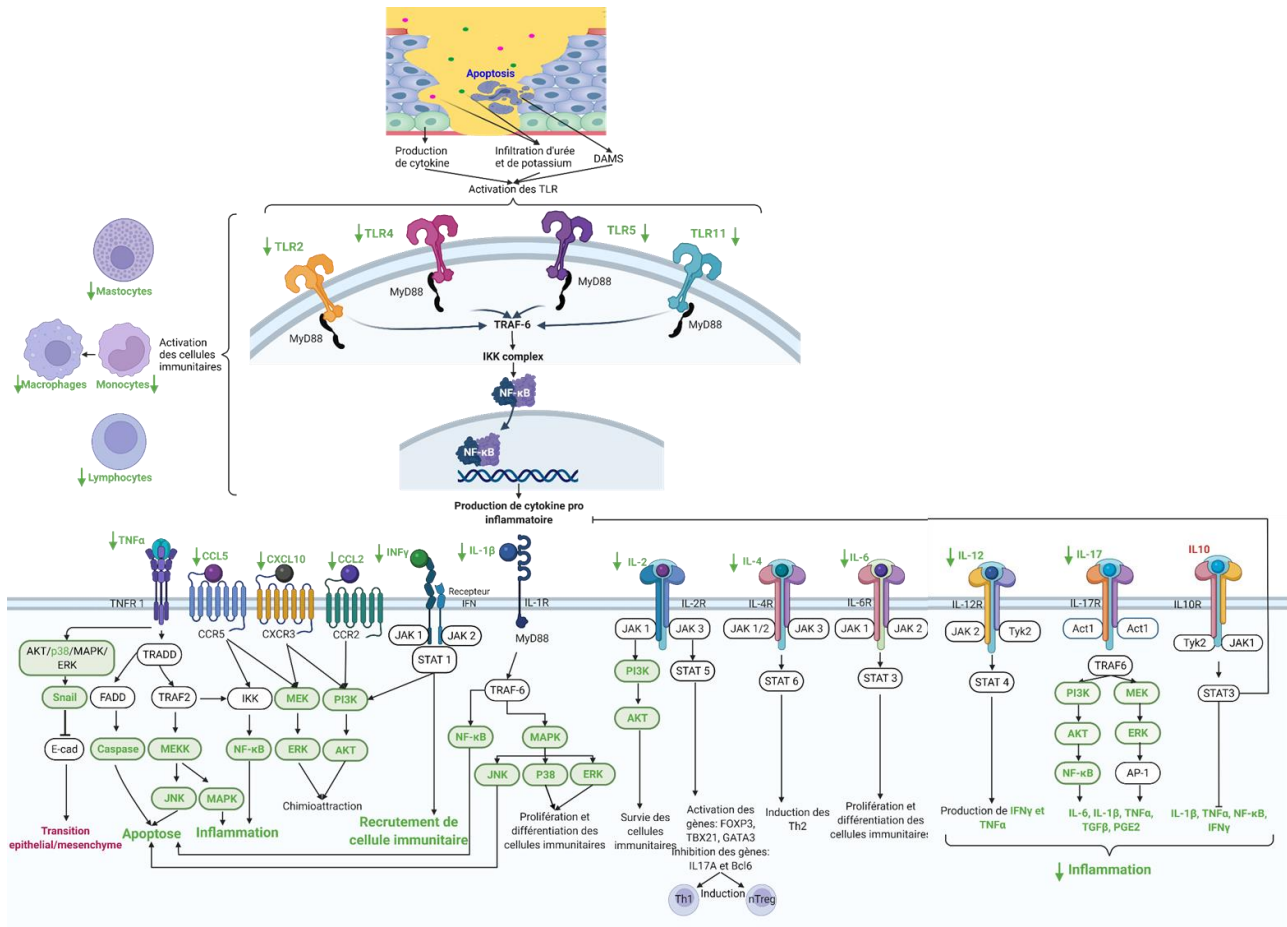 Apoptosis
Production
de cytokine
Infiltration d'urée
et de potassium
DAMS
Activation des TLR
TLR2
TLR4
TLR5
TLR11
MyD88
MyD88
MyD88
MyD88
TRAF-6
IKK complex
NF-κB
NF-κB
Production de cytokine pro
inflammatoire
Mastocytes
Macrophages
Monocytes
Lymphocytes
Activation
des cellules
immunitaires
TNFα
CCL5
CXCL10
CCL2
INFγ
IL-1β
IL-2
IL-4
IL-6
IL-12
IL-17
IL10
TNFR 1
CCR5
CXCR3
CCR2
Recepteur
IFN
IL-1R
IL-2R
IL-4R
IL-6R
IL-12R
IL-17R
IL10R
AKT/p38/MAPK/
ERK
Snail
E-cad
Transition
epithelial/mesenchyme
TRADD
FADD
TRAF2
Caspase
MEKK
JNK
MAPK
Apoptose
IKK
NF-κB
Inflammation
MEK
ERK
PI3K
AKT
Chimioattraction
JAK 1
JAK 2
STAT 1
Recrutement de
cellule immunitaire
MyD88
TRAF-6
NF-κB
MAPK
JNK
P38
ERK
Prolifération et
différentiation des
cellules immunitaires
JAK 1
JAK 3
PI3K
AKT
STAT 5
Survie des
cellules
immunitaires
Activation des
gènes: FOXP3,
TBX21, GATA3
Inhibition des gènes:
IL17A et Bcl6
Induction
Th1
nTreg
JAK 1/2
JAK 3
STAT 6
Induction des
Th2
JAK 1
JAK 2
STAT 3
Prolifération et
différentiation des
cellules immunitaires
JAK 2
Tyk2
STAT 4
Production de IFNγ et
TNFα
Act1
Act1
TRAF6
PI3K
MEK
AKT
ERK
NF-κB
AP-1
IL-6, IL-1β, TNFα,
TGFβ, PGE2
Tyk2
JAK1
STAT3
IL-1β, TNFα, NF-κB,
IFNγ
Inflammation